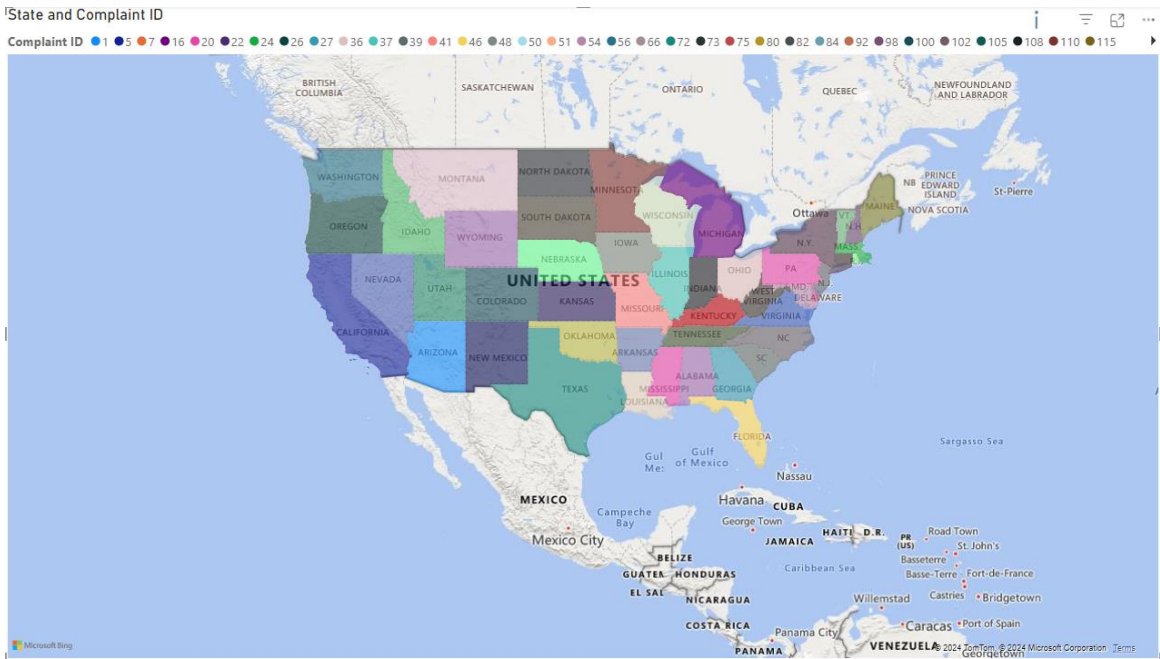 State and Complaint ID
Complaint ID 1 5 7 16 20 22 24 26 27 36 37 39 41 46 48 50 51 54 56 66 72 73 75 80 82 84 92 98 100 102 105 108 110 115
BRITISH
COLUMBIA
SASKATCHEWAN
ONTARIO
QUEBEC
NEWFOUNDLAND
AND LABRADOR
WASHINGTON
MONTANA
NORTH DAKOTA
MINNESOTA
NB
PRINCE
EDWARD
ISLAND
St-Pierre
OREGON
IDAHO
WYOMING
SOUTH DAKOTA
WISCONSIN
MICHIGAN
Ottawa
VT.
N.H.
MAINE
NOVA SCOTIA
NEVADA
UTAH
NEBRASKA
IOWA
N.Y.
MASS
UNITED STATES
COLORADO
KANSAS
ILLINOIS
INDIANA
OHIO
PA
N.J.
MD.
DELAWARE
CALIFORNIA
MISSOURI
WEST
VIRGINIA
KENTUCKY
VIRGINIA
ARIZONA
NEW MEXICO
OKLAHOMA
TENNESSEE
NC
ARKANSAS
SC
TEXAS
MISSISSIPPI
ALABAMA
GEORGIA
LOUISIANA
FLORIDA
Gul
Me:
Gulf
of Mexico
Sargasso Sea
Nassau
MEXICO
Havana
CUBA
Campeche
Bay
George Town
Mexico City
JAMAICA
HAITI
D.R.
PR
(US)
Road Town
St. John's
BELIZE
Basseterre
Caribbean Sea
GUATEM
HONDURAS
Basse-Terre
Fort-de-France
EL SAL
NICARAGUA
Willemstad
Castries
Bridgetown
COSTA RICA
Panama City
Caracas
Port of Spain
Microsoft Bing
PANAMA
VENEZUELA
© 2024 TomTom, © 2024 Microsoft Corporation Terms
Georgetown